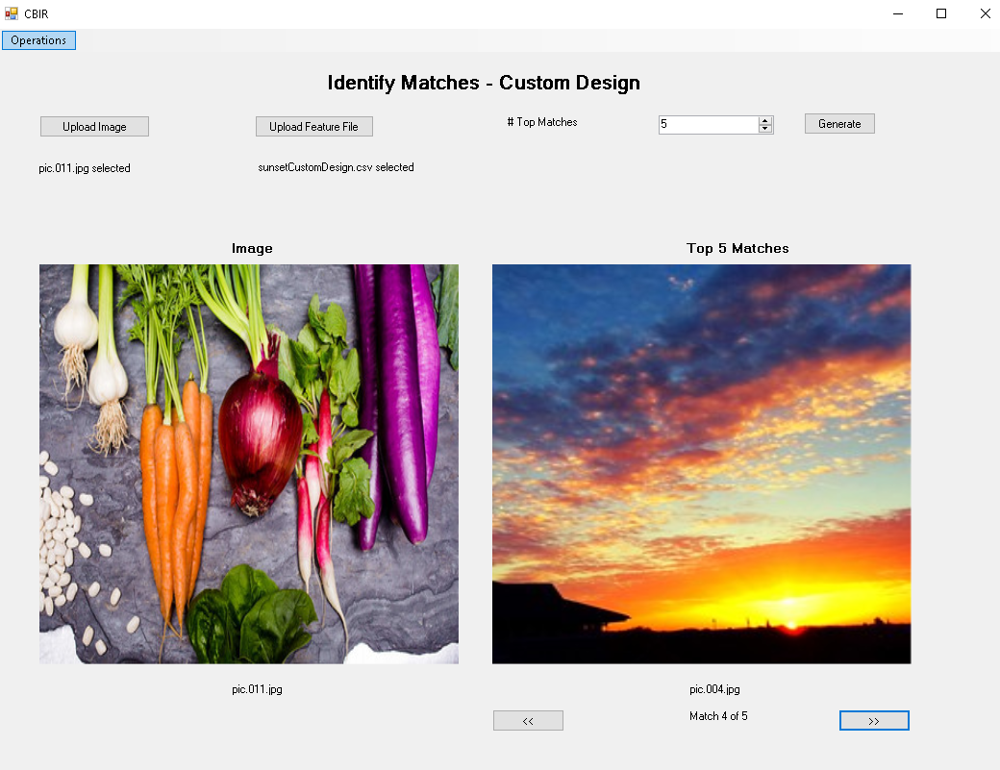 CBIR
Operations
Identify Matches - Custom Design
Upload Image
Upload Feature File
# Top Matches
5
Generate
pic.011.jpg selected
sunsetCustomDesign.csv selected
Image
Top 5 Matches
pic.011.jpg
pic.004.jpg
<<
Match 4 of 5
>>